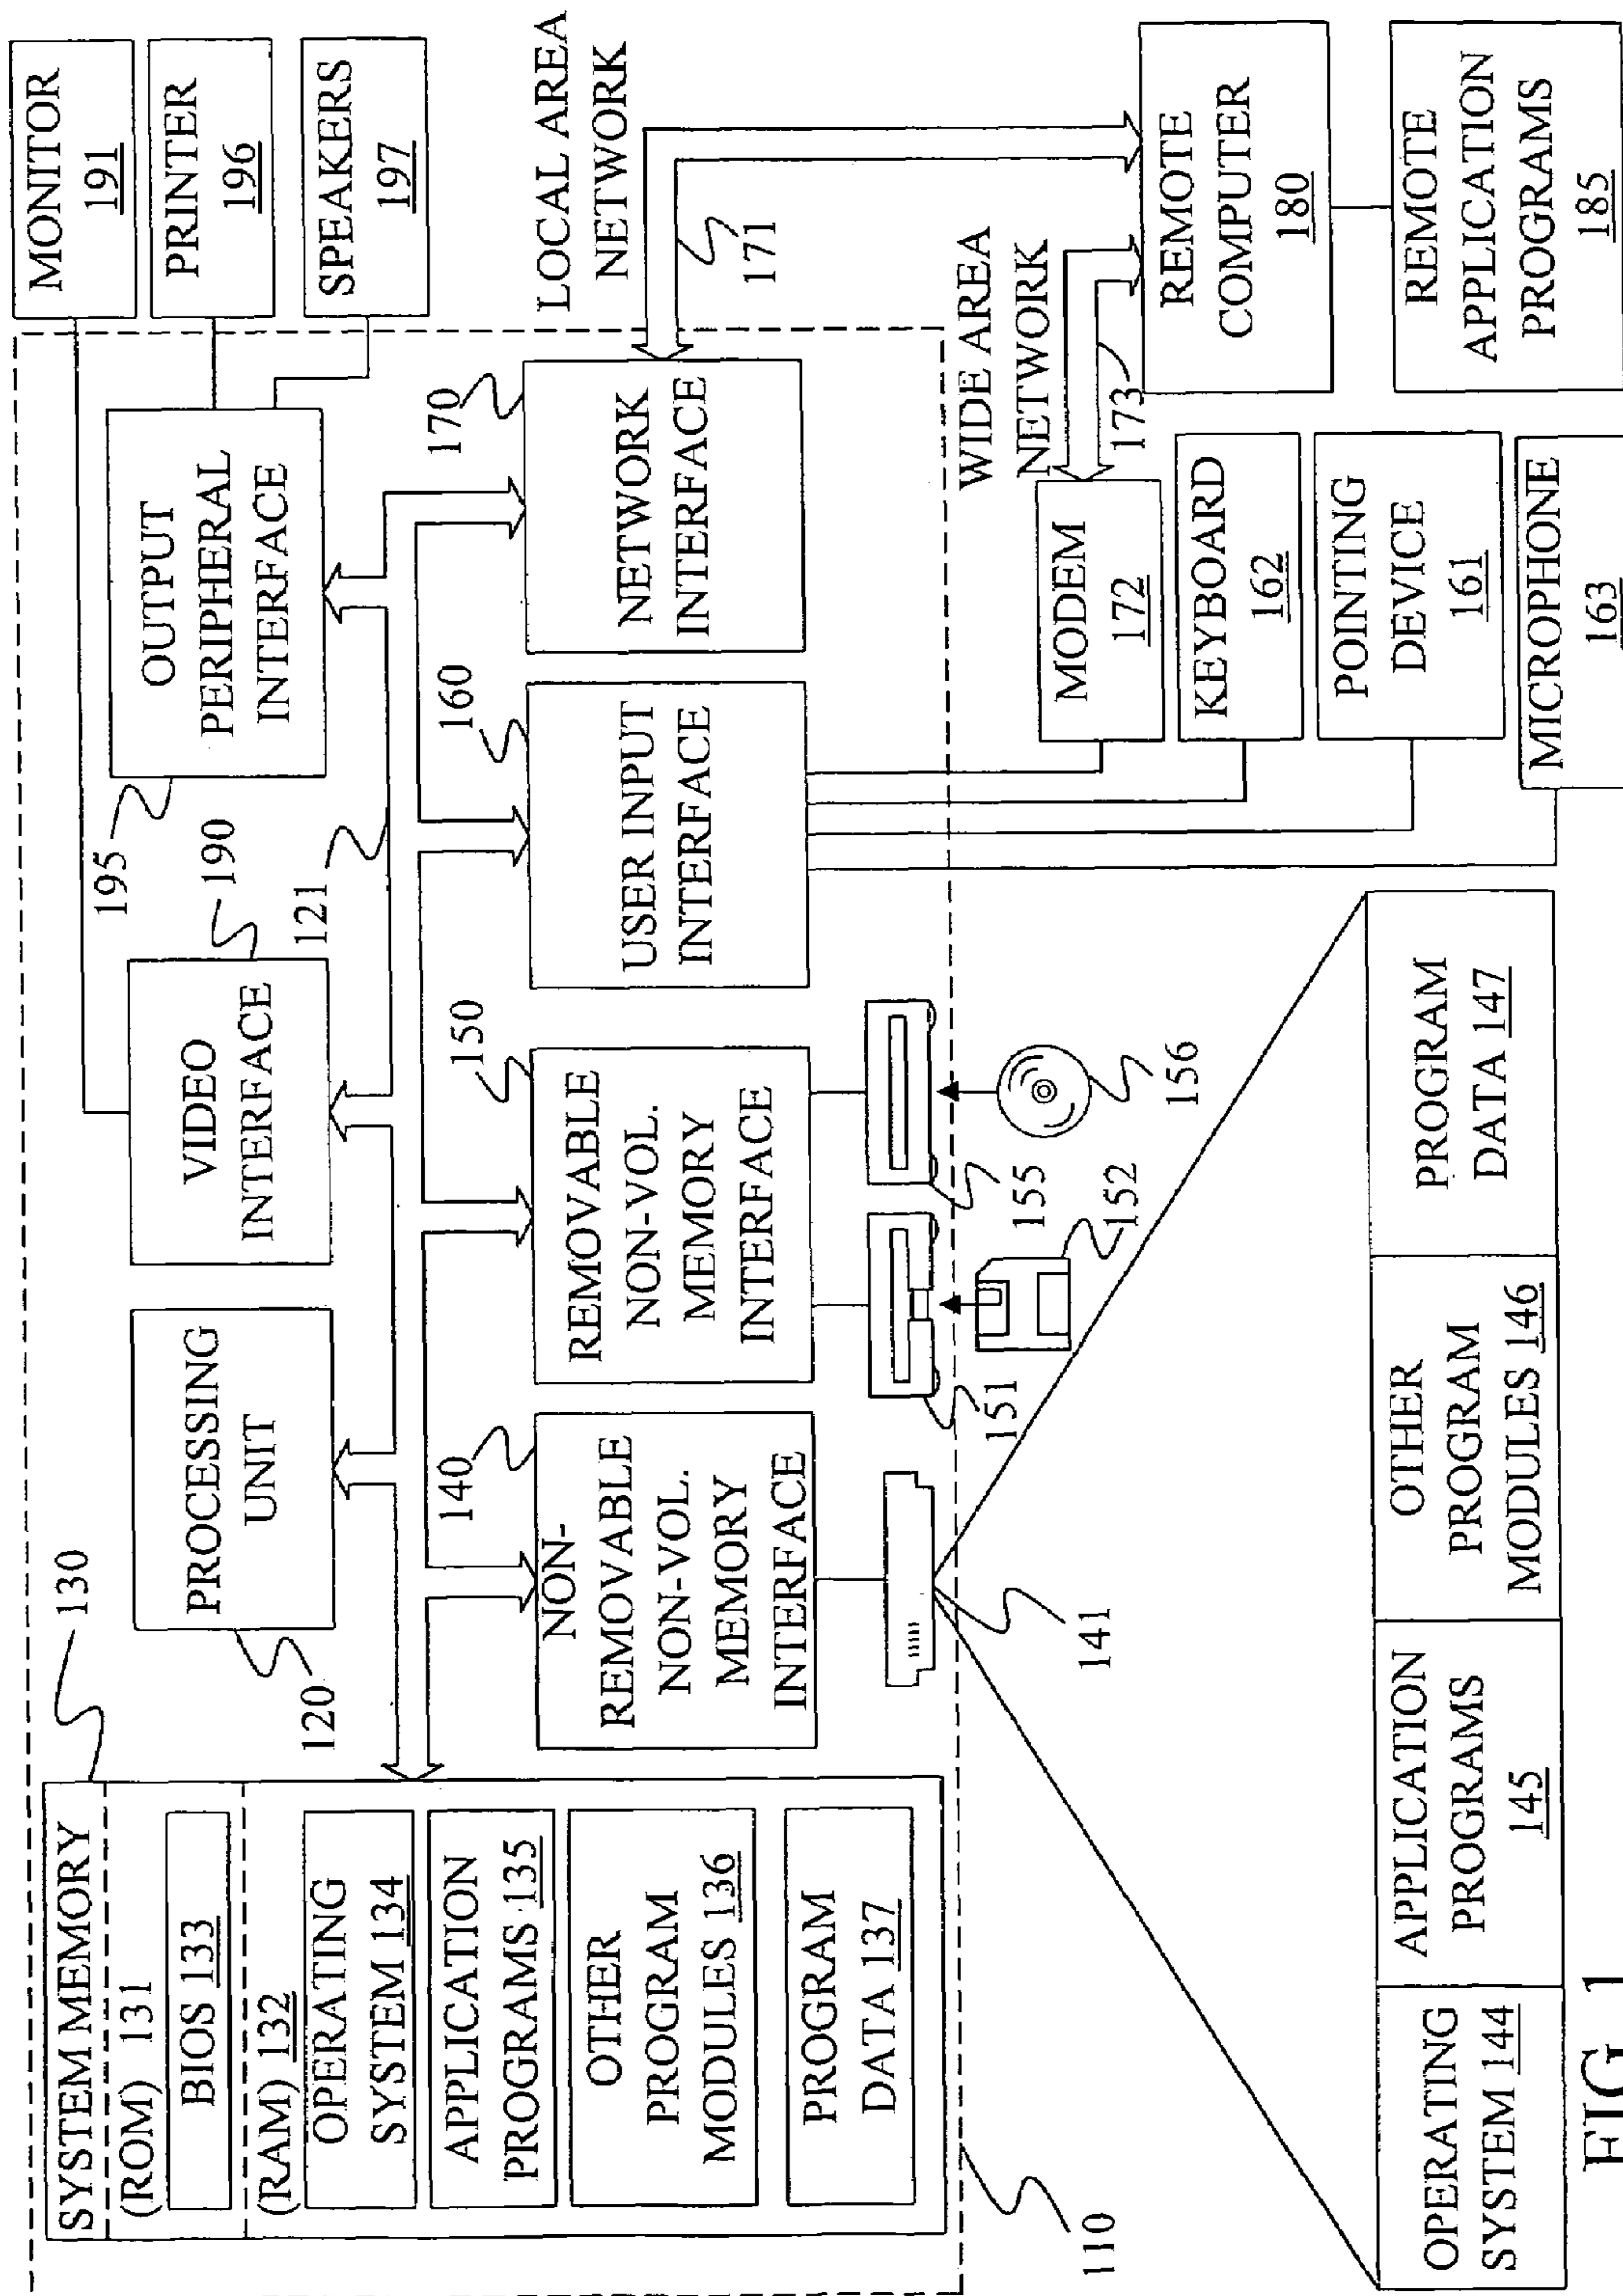 SYSTEM MEMORY
(ROM) 131
BIOS 133
(RAM) 132
OPERATING
SYSTEM 134
APPLICATION
PROGRAMS 135
OTHER
PROGRAM
MODULES 136
PROGRAM
DATA 137
130
PROCESSING
UNIT
120
VIDEO
INTERFACE
190
121
OUTPUT
PERIPHERAL
INTERFACE
195
MONITOR
191
PRINTER
196
SPEAKERS
197
NON-
REMOVABLE
NON-VOL.
MEMORY
INTERFACE
140
REMOVABLE
NON-VOL.
MEMORY
INTERFACE
150
USER INPUT
INTERFACE
160
NETWORK
INTERFACE
170
LOCAL AREA
NETWORK
171
WIDE AREA
NETWORK
173
110
141
151
152
155
156
MODEM
172
KEYBOARD
162
POINTING
DEVICE
161
MICROPHONE
163
REMOTE
COMPUTER
180
REMOTE
APPLICATION
PROGRAMS
185
OPERATING
SYSTEM 144
APPLICATION
PROGRAMS
145
OTHER
PROGRAM
MODULES 146
PROGRAM
DATA 147
FIG. 1